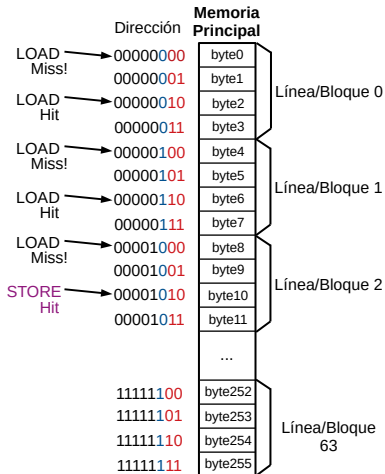 Dirección Memoria Principal
LOAD Miss! 00000000 byte0
00000001 byte1
LOAD Hit 00000010 byte2
00000011 byte3
Línea/Bloque 0
LOAD Miss! 00000100 byte4
00000101 byte5
LOAD Hit 00000110 byte6
00000111 byte7
Línea/Bloque 1
LOAD Miss! 00001000 byte8
00001001 byte9
STORE Hit 00001010 byte10
00001011 byte11
Línea/Bloque 2
...
11111100 byte252
11111101 byte253
11111110 byte254
11111111 byte255
Línea/Bloque
63